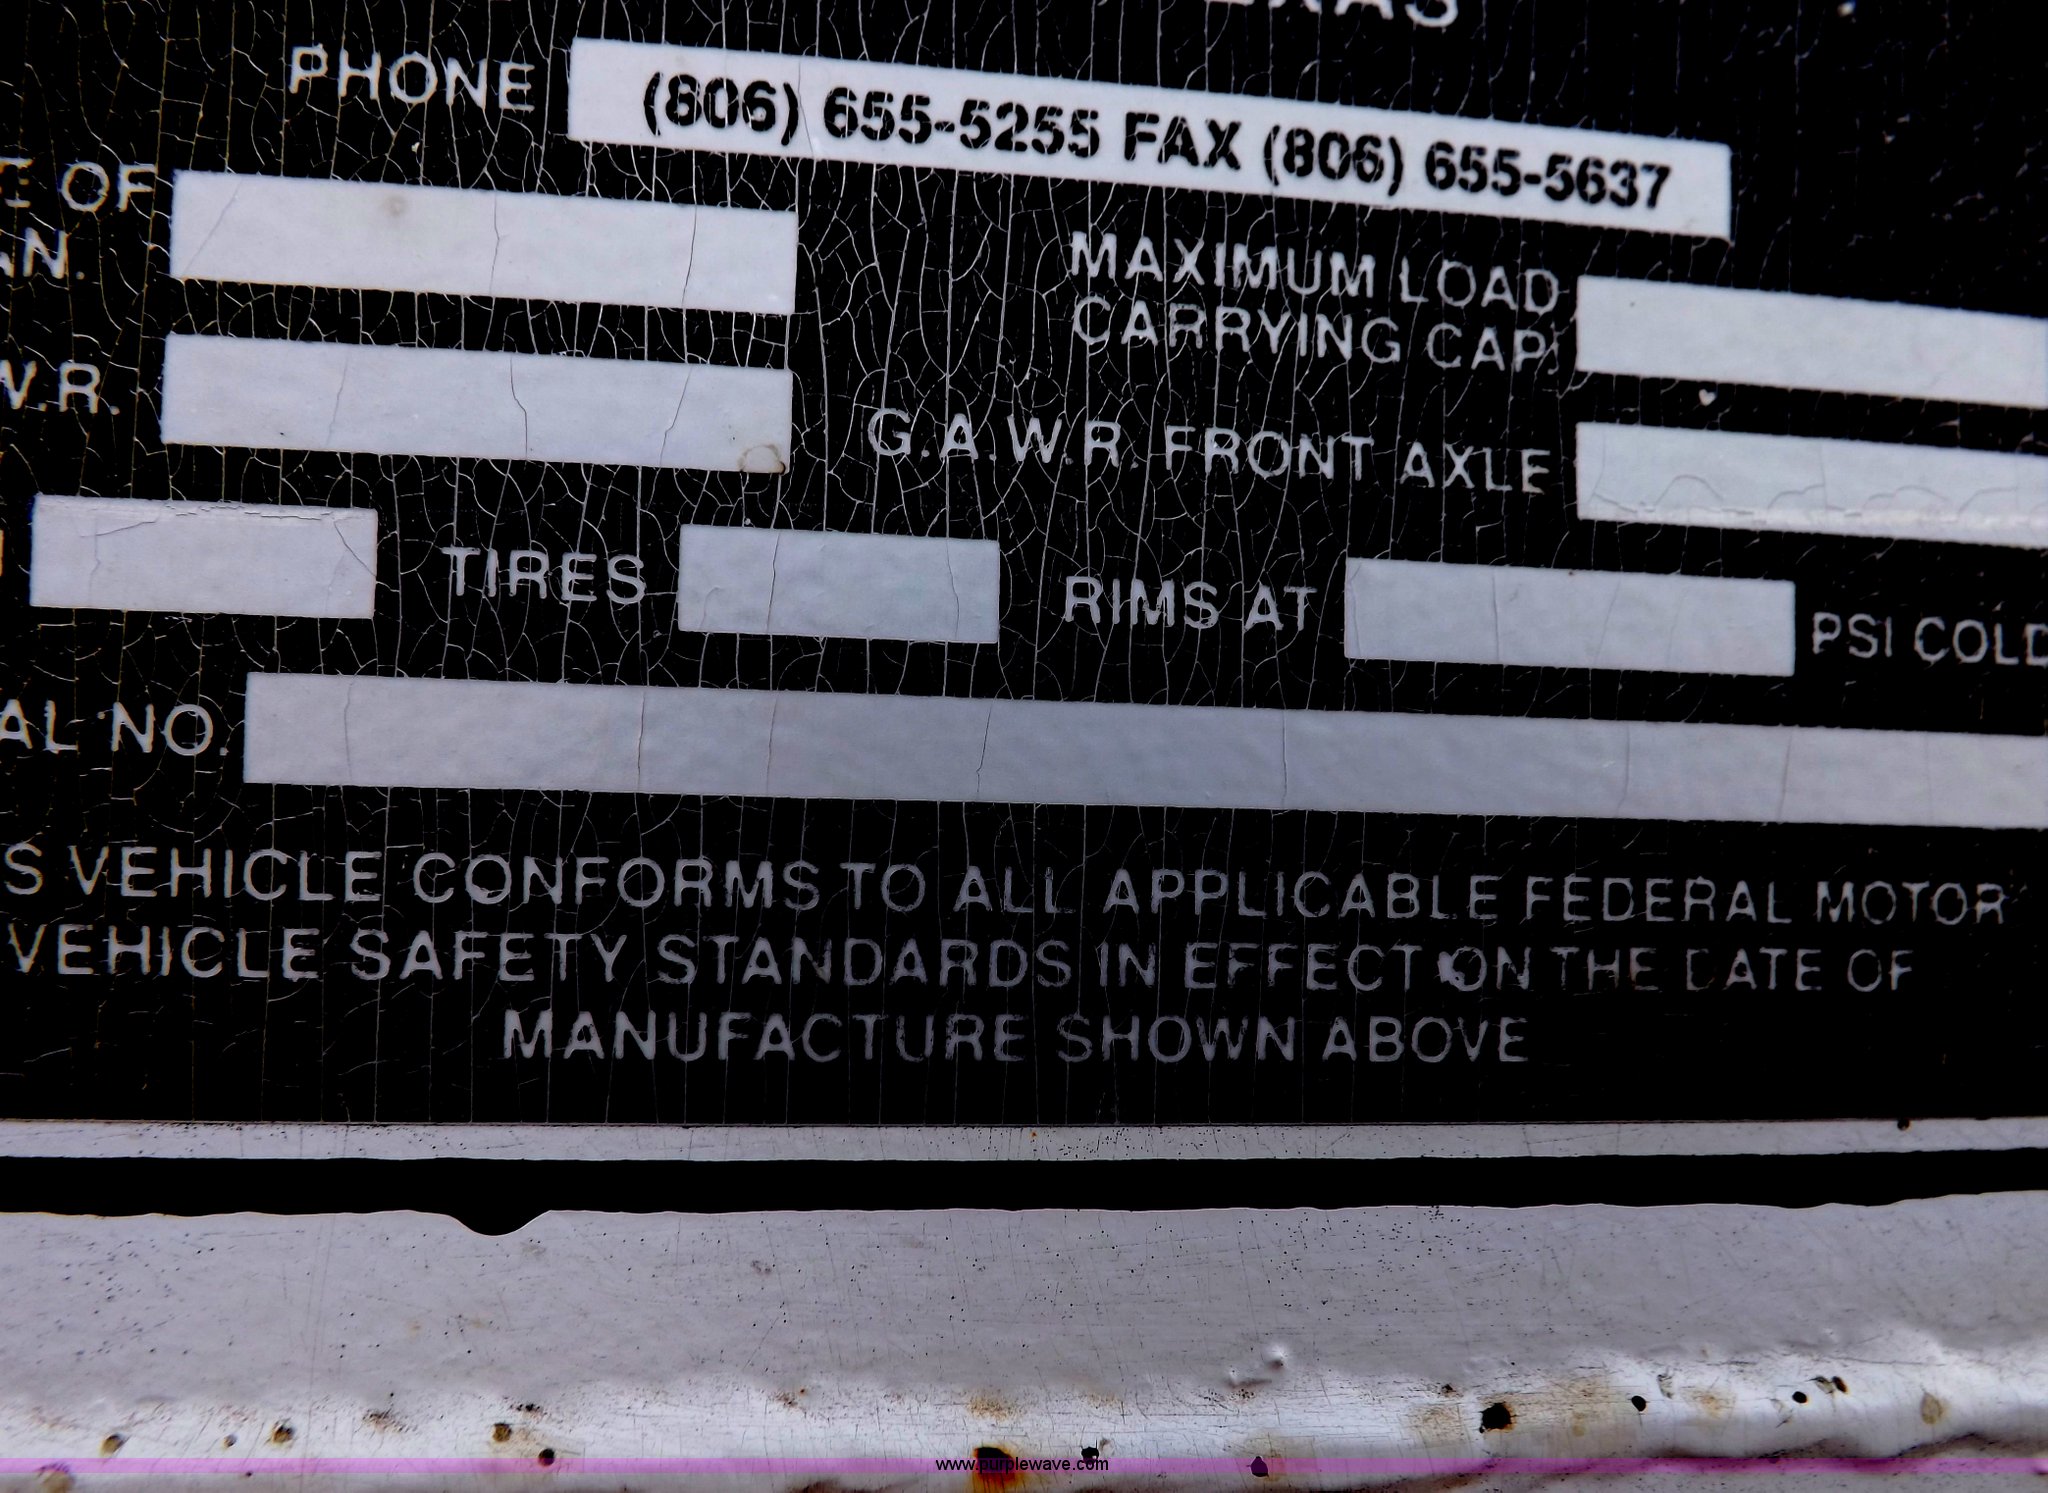 PHONE (806) 655-5255 FAX (806) 655-5637
OF
MAXIMUM LOAD
CARRYING CAP.
W.R.
G.A.W.R. FRONT AXLE
TIRES RIMS AT PSI COLD
AL NO.
S VEHICLE CONFORMS TO ALL APPLICABLE FEDERAL MOTOR
VEHICLE SAFETY STANDARDS IN EFFECT ON THE DATE OF
MANUFACTURE SHOWN ABOVE
www.purplewave.com